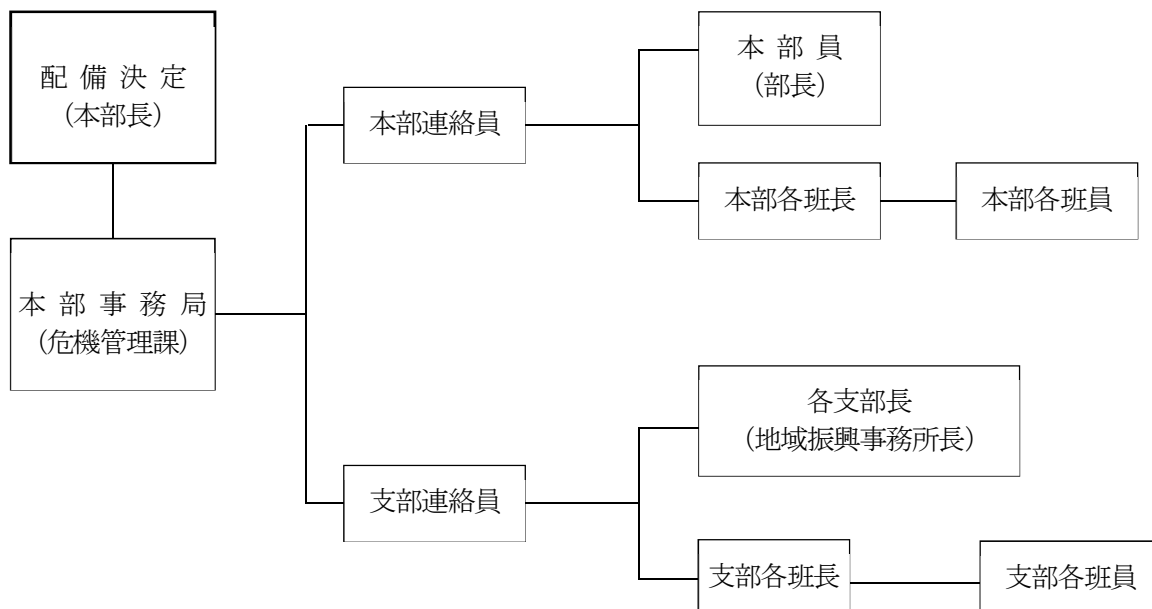 配備決定
(本部長)
本部事務局
(危機管理課)
本部連絡員
本部員
(部長)
本部各班長
本部各班員
支部連絡員
各支部長
(地域振興事務所長)
支部各班長
支部各班員